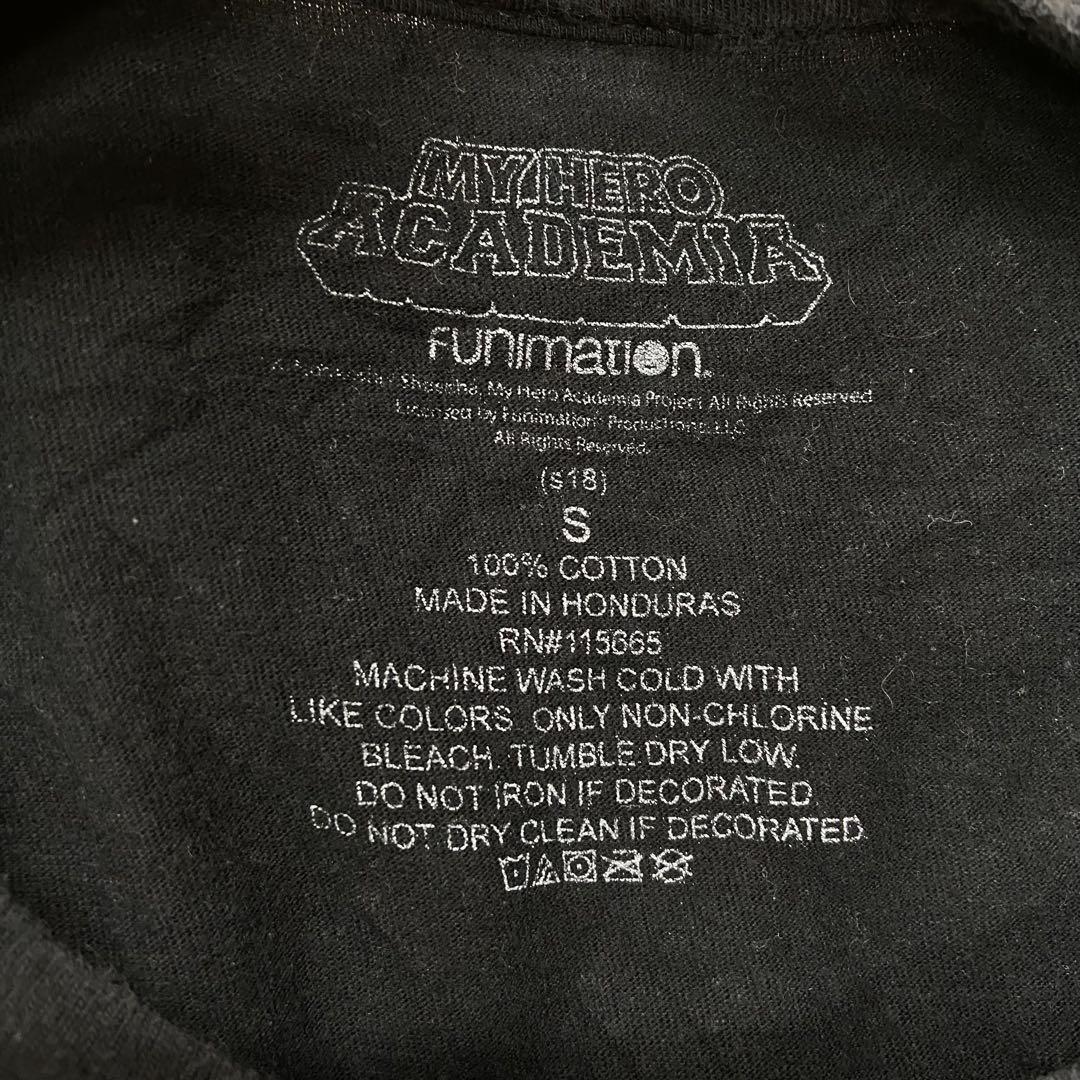 MY HERO
ACADEMIA
FUNIMATION
Shueisha, My Hero Academia Project All Rights Reserved
Licensed by Funimation® Productions, LLC
All Rights Reserved.
(s18)
S
100% COTTON
MADE IN HONDURAS
RN#115665
MACHINE WASH COLD WITH
LIKE COLORS. ONLY NON-CHLORINE
BLEACH. TUMBLE DRY LOW.
DO NOT IRON IF DECORATED.
DO NOT DRY CLEAN IF DECORATED